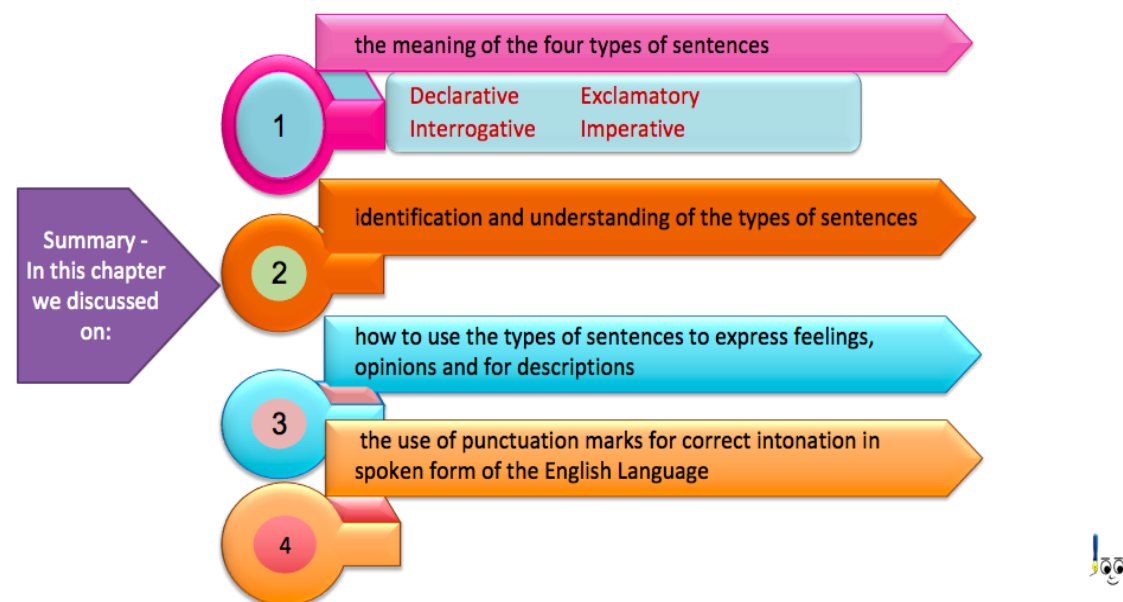 the meaning of the four types of sentences
1
Declarative Exclamatory
Interrogative Imperative
Summary -
In this chapter
we discussed
on:
2
identification and understanding of the types of sentences
3
how to use the types of sentences to express feelings,
opinions and for descriptions
4
the use of punctuation marks for correct intonation in
spoken form of the English Language